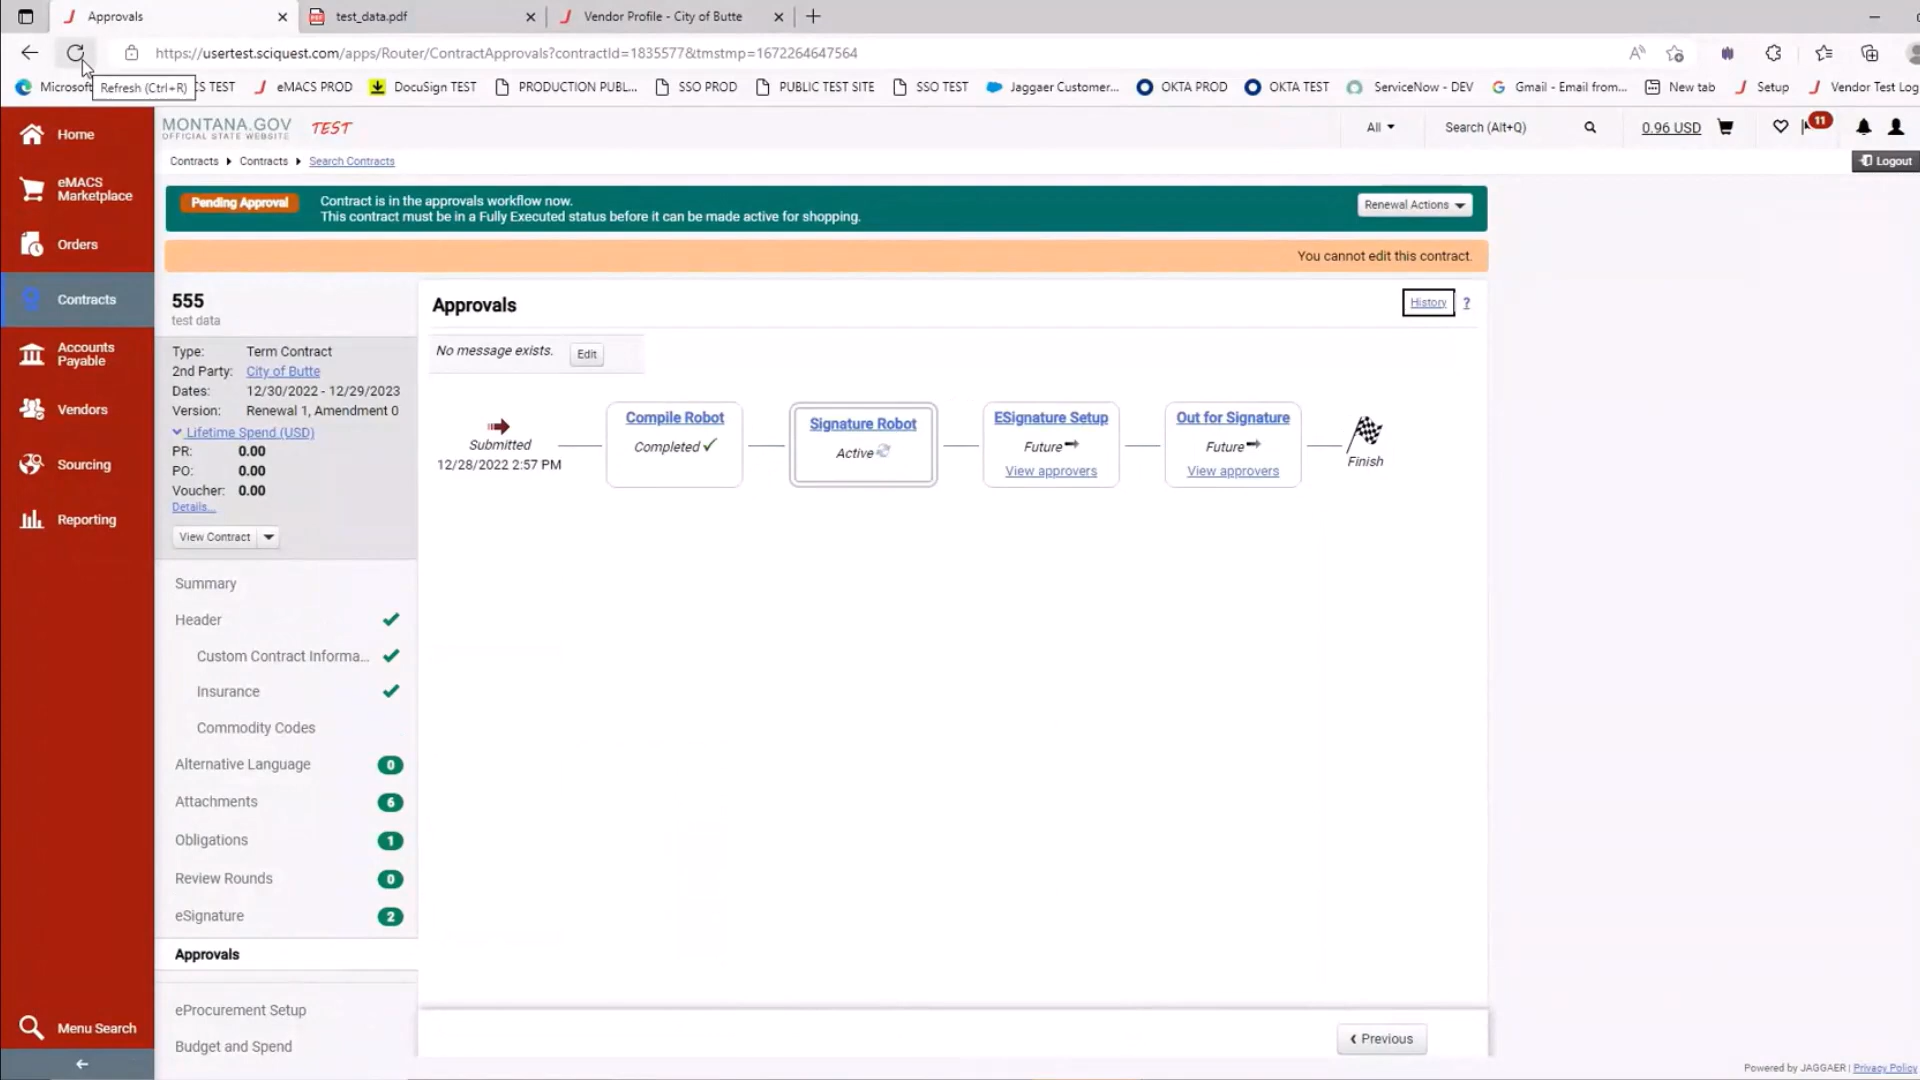 Approvals
test_data.pdf
Vendor Profile - City of Butte
https://usertest.sciquest.com/apps/Router/ContractApprovals?contractId=1835577&tmstmp=1672264647564
Microsoft
Refresh (Ctrl+R)
CS TEST
eMACS PROD
DocuSign TEST
PRODUCTION PUBL...
SSO PROD
PUBLIC TEST SITE
SSO TEST
Jaggaer Customer...
OKTA PROD
OKTA TEST
ServiceNow - DEV
Gmail - Email from...
New tab
Setup
Vendor Test Log
Home
MONTANA.GOV
OFFICIAL STATE WEBSITE
TEST
All
Search (Alt+Q)
0.96 USD
11
Contracts
Contracts
Search Contracts
Logout
eMACS
Marketplace
Orders
Contracts
Accounts
Payable
Vendors
Sourcing
Reporting
Menu Search
Pending Approval
Contract is in the approvals workflow now.
This contract must be in a Fully Executed status before it can be made active for shopping.
Renewal Actions
You cannot edit this contract.
555
test data
Type: Term Contract
2nd Party: City of Butte
Dates: 12/30/2022 - 12/29/2023
Version: Renewal 1, Amendment 0
Lifetime Spend (USD)
PR: 0.00
PO: 0.00
Voucher: 0.00
Details...
View Contract
Summary
Header
Custom Contract Informa...
Insurance
Commodity Codes
Alternative Language 0
Attachments 6
Obligations 1
Review Rounds 0
eSignature 2
Approvals
eProcurement Setup
Budget and Spend
Approvals
History ?
No message exists.
Edit
Submitted
12/28/2022 2:57 PM
Compile Robot
Completed
Signature Robot
Active
ESignature Setup
Future
View approvers
Out for Signature
Future
View approvers
Finish
Previous
Powered by JAGGAER | Privacy Policy